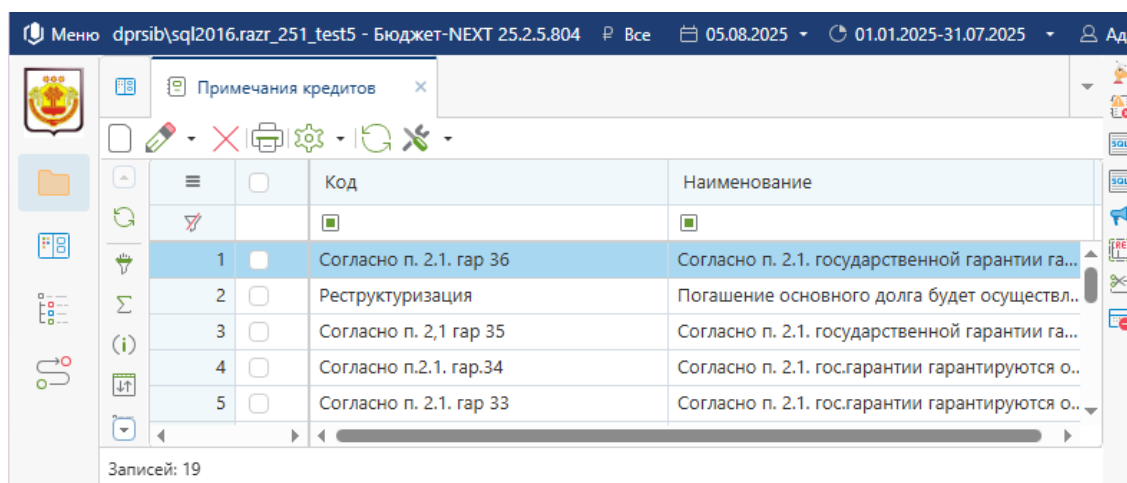 Меню dprsib\sql2016.razr_251_test5 - Бюджет-NEXT 25.2.5.804 ₽ Все 05.08.2025 01.01.2025-31.07.2025 Ад
Примечания кредитов ×
Код Наименование
1 Согласно п. 2.1. гар 36 Согласно п. 2.1. государственной гарантии га...
2 Реструктуризация Погашение основного долга будет осуществл..
3 Согласно п. 2,1 гар 35 Согласно п. 2.1. государственной гарантии га...
4 Согласно п.2.1. гар.34 Согласно п. 2.1. гос.гарантии гарантируются о..
5 Согласно п. 2.1. гар 33 Согласно п. 2.1. гос.гарантии гарантируются о..
Записей: 19
SQL
SQL
RE